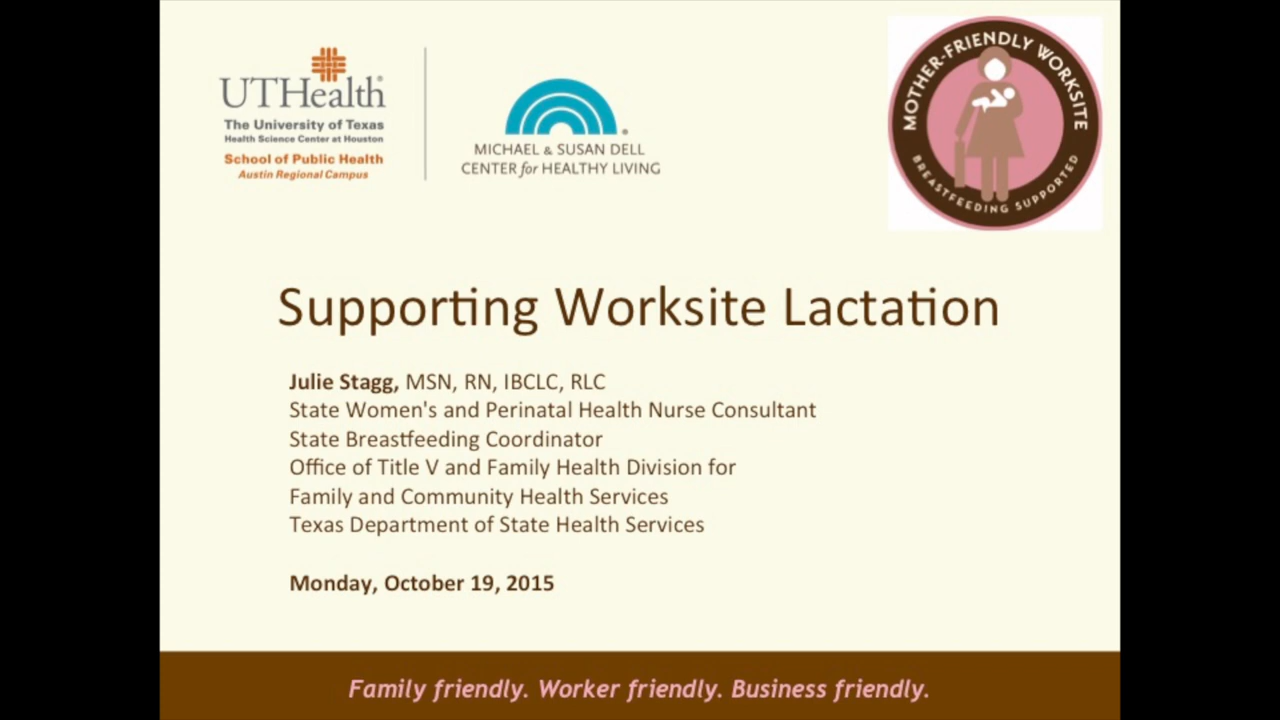 UTHealth®
The University of Texas
Health Science Center at Houston
School of Public Health
Austin Regional Campus
MICHAEL & SUSAN DELL
CENTER for HEALTHY LIVING
MOTHER-FRIENDLY WORKSITE
BREASTFEEDING SUPPORTED
Supporting Worksite Lactation
Julie Stagg, MSN, RN, IBCLC, RLC
State Women's and Perinatal Health Nurse Consultant
State Breastfeeding Coordinator
Office of Title V and Family Health Division for
Family and Community Health Services
Texas Department of State Health Services
Monday, October 19, 2015
Family friendly. Worker friendly. Business friendly.